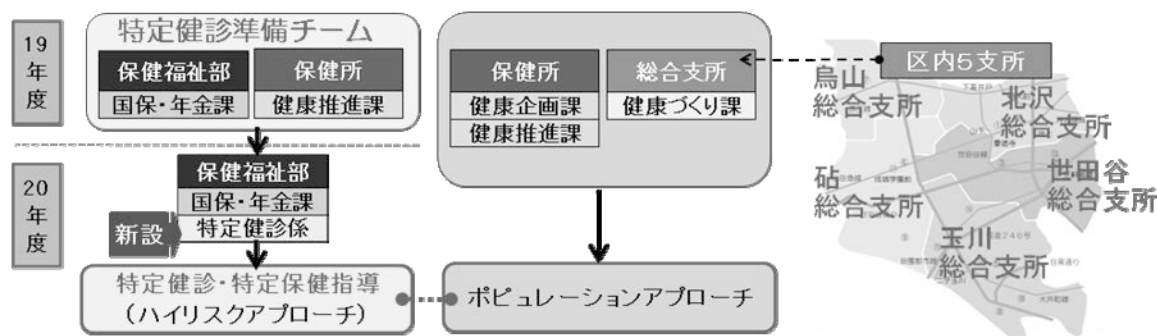 19年度
特定健診準備チーム
保健福祉部
国保・年金課
保健所
健康推進課
保健所
健康企画課
健康推進課
総合支所
健康づくり課
区内5支所
烏山
総合支所
北沢
総合支所
砧
総合支所
世田谷
総合支所
玉川
総合支所
20年度
保健福祉部
国保・年金課
特定健診係
新設
特定健診・特定保健指導
(ハイリスクアプローチ)
ポピュレーションアプローチ